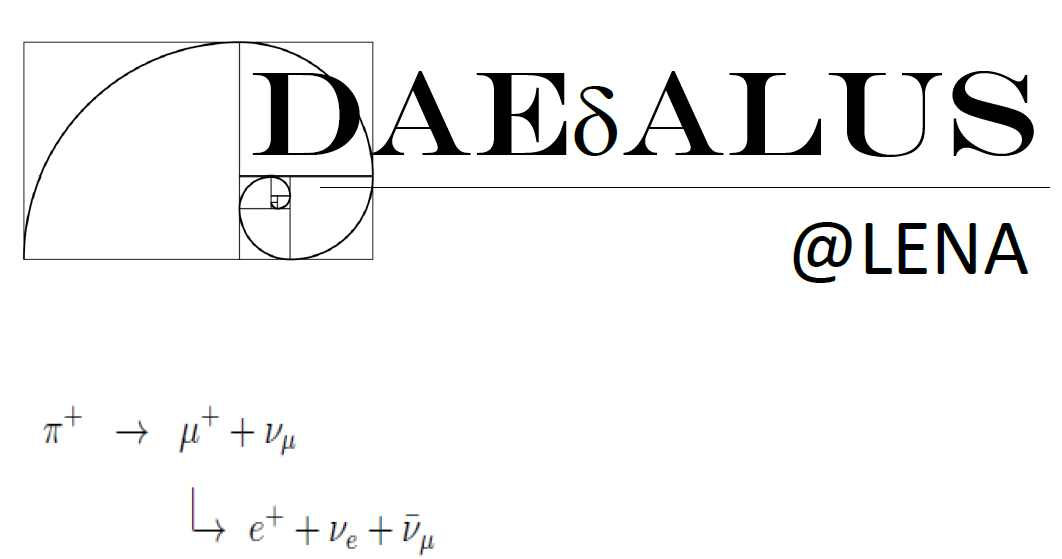 DAEδALUS
@LENA
π⁺ → μ⁺ + ν_μ
↳ e⁺ + ν_e + ν̄_μ